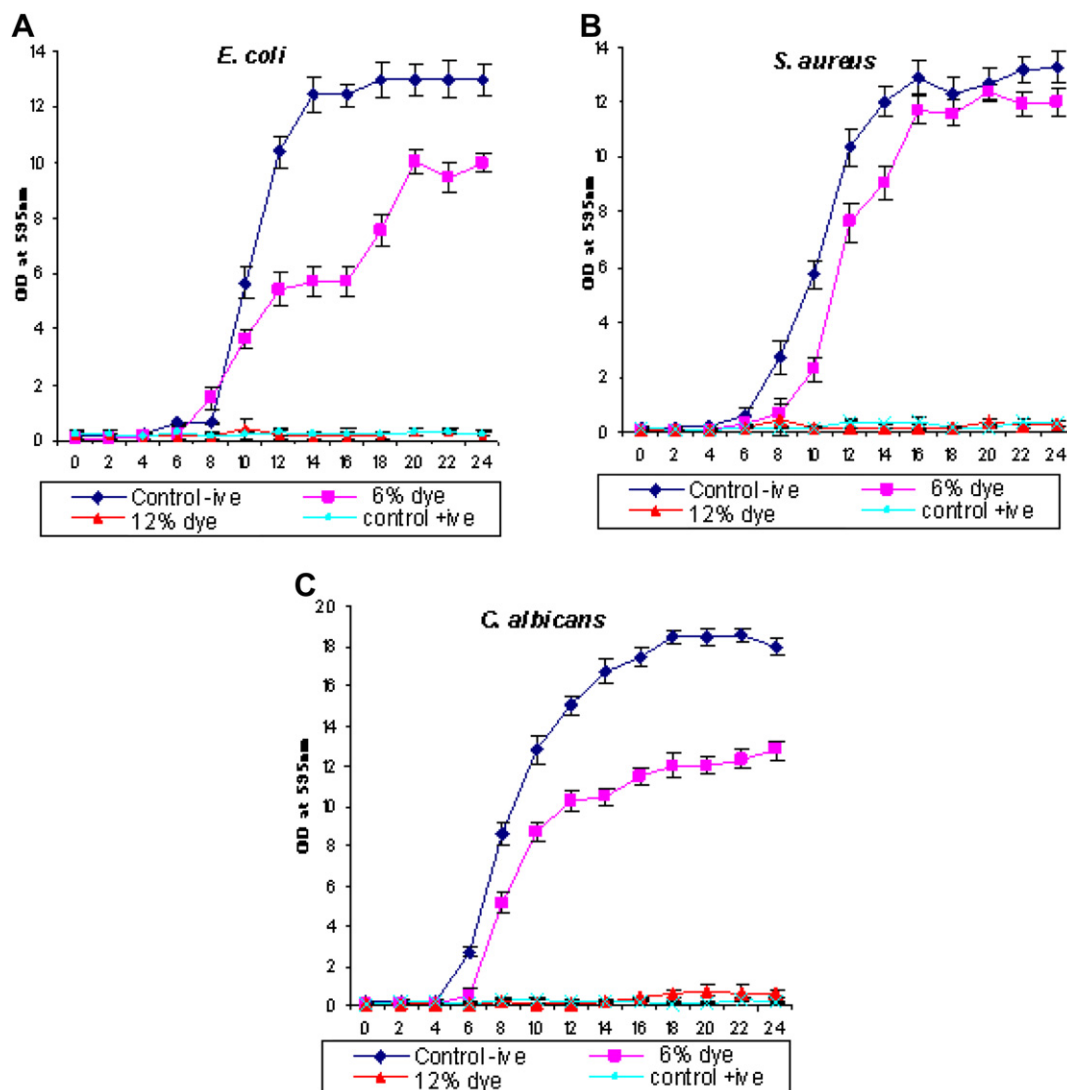 A
E. coli
14
12
10
8
6
4
2
0
OD at 595nm
0 2 4 6 8 10 12 14 16 18 20 22 24
Control -ive 6% dye
12% dye control +ive
B
S. aureus
14
12
10
8
6
4
2
0
OD at 595nm
0 2 4 6 8 10 12 14 16 18 20 22 24
Control -ive 6% dye
12% dye control +ive
C
C. albicans
20
18
16
14
12
10
8
6
4
2
0
OD at 595nm
0 2 4 6 8 10 12 14 16 18 20 22 24
Control -ive 6% dye
12% dye control +ive